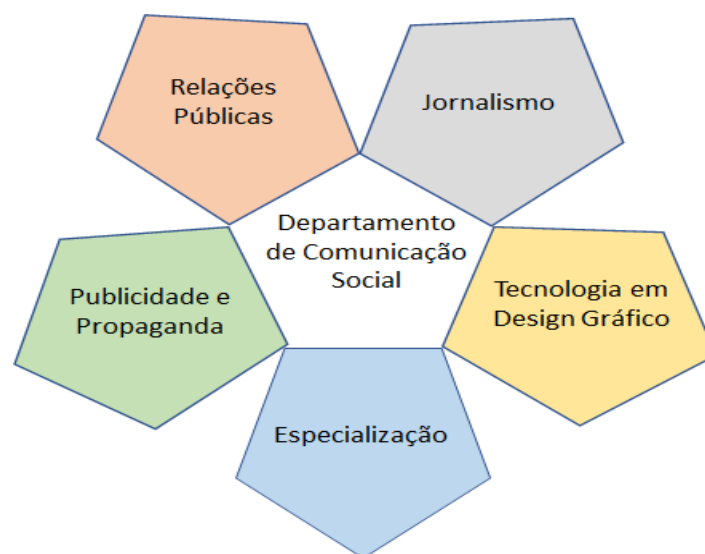 Relações
Públicas
Jornalismo
Departamento
de Comunicação
Social
Publicidade e
Propaganda
Tecnologia em
Design Gráfico
Especialização